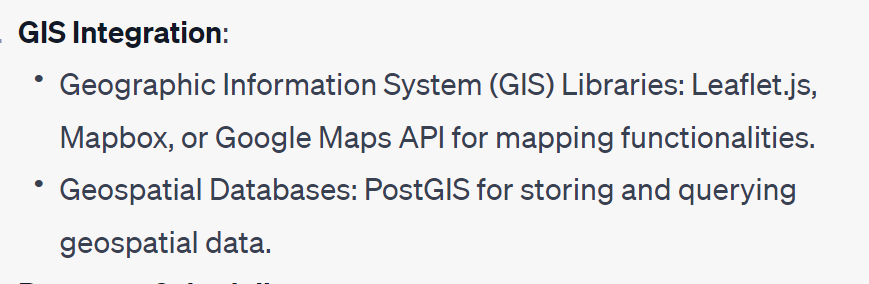 GIS Integration:
• Geographic Information System (GIS) Libraries: Leaflet.js,
Mapbox, or Google Maps API for mapping functionalities.
• Geospatial Databases: PostGIS for storing and querying
geospatial data.